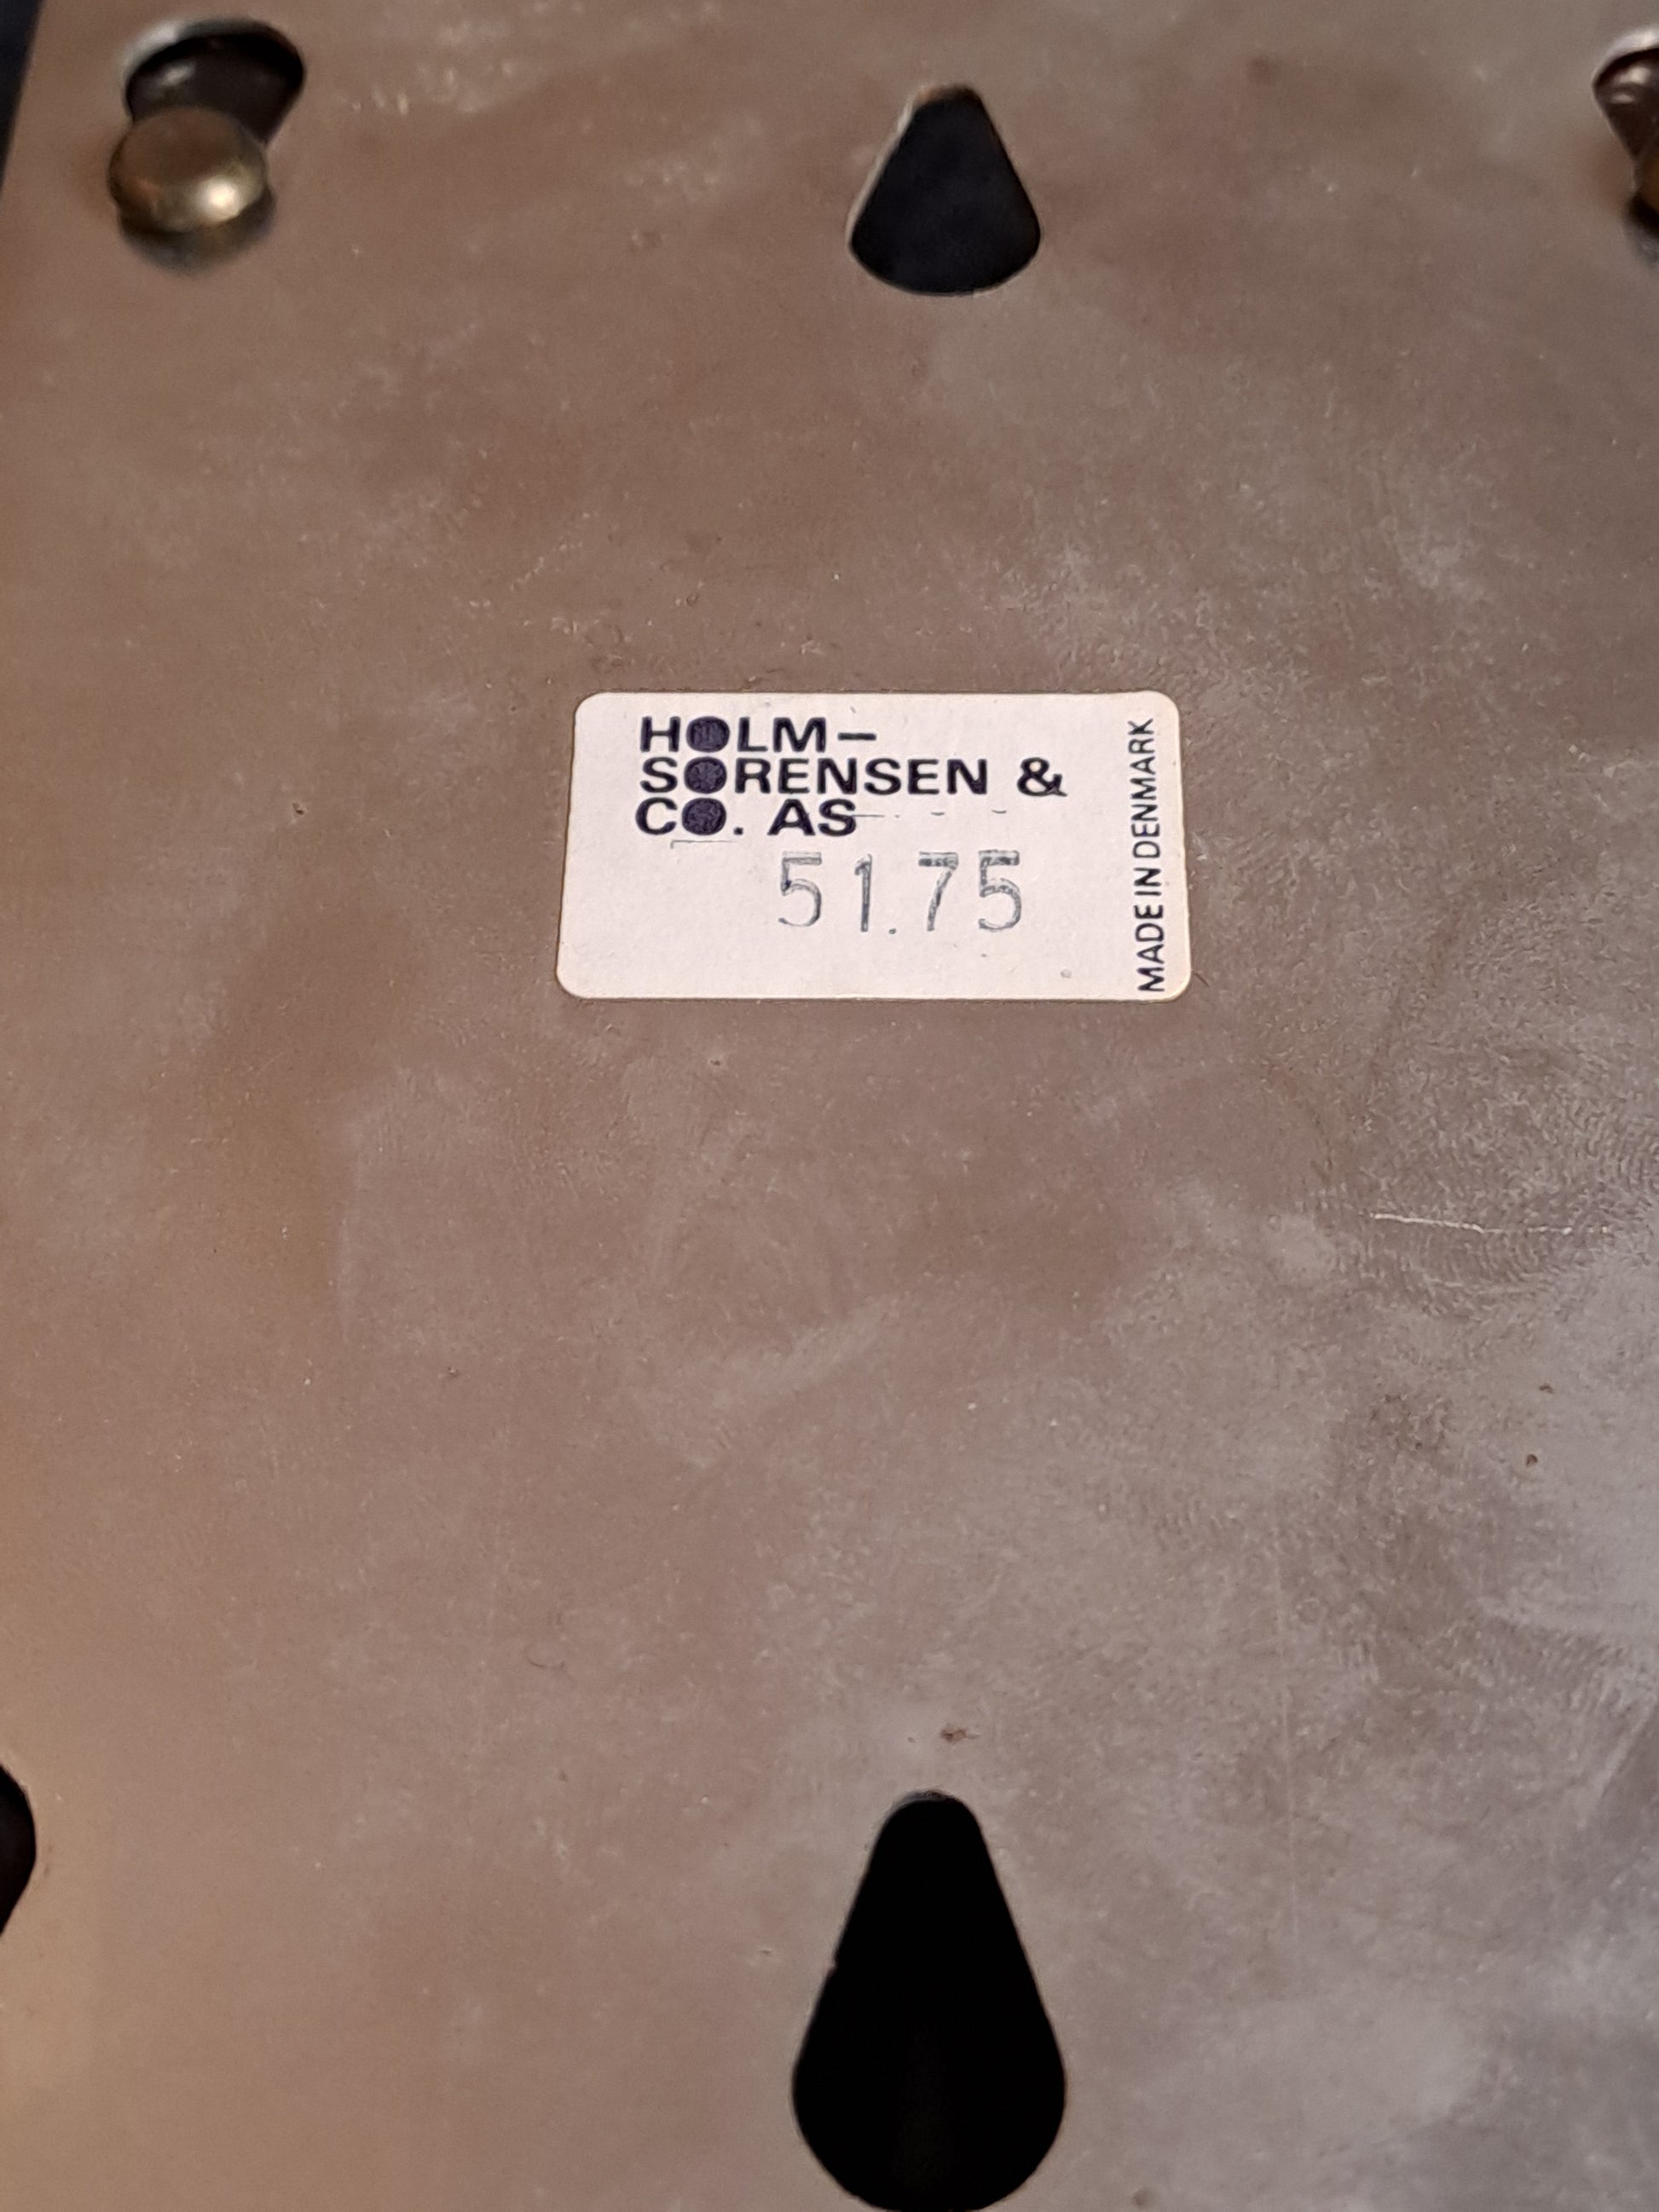 HOLM-
SORENSEN &
CO. AS
51.75
MADE IN DENMARK